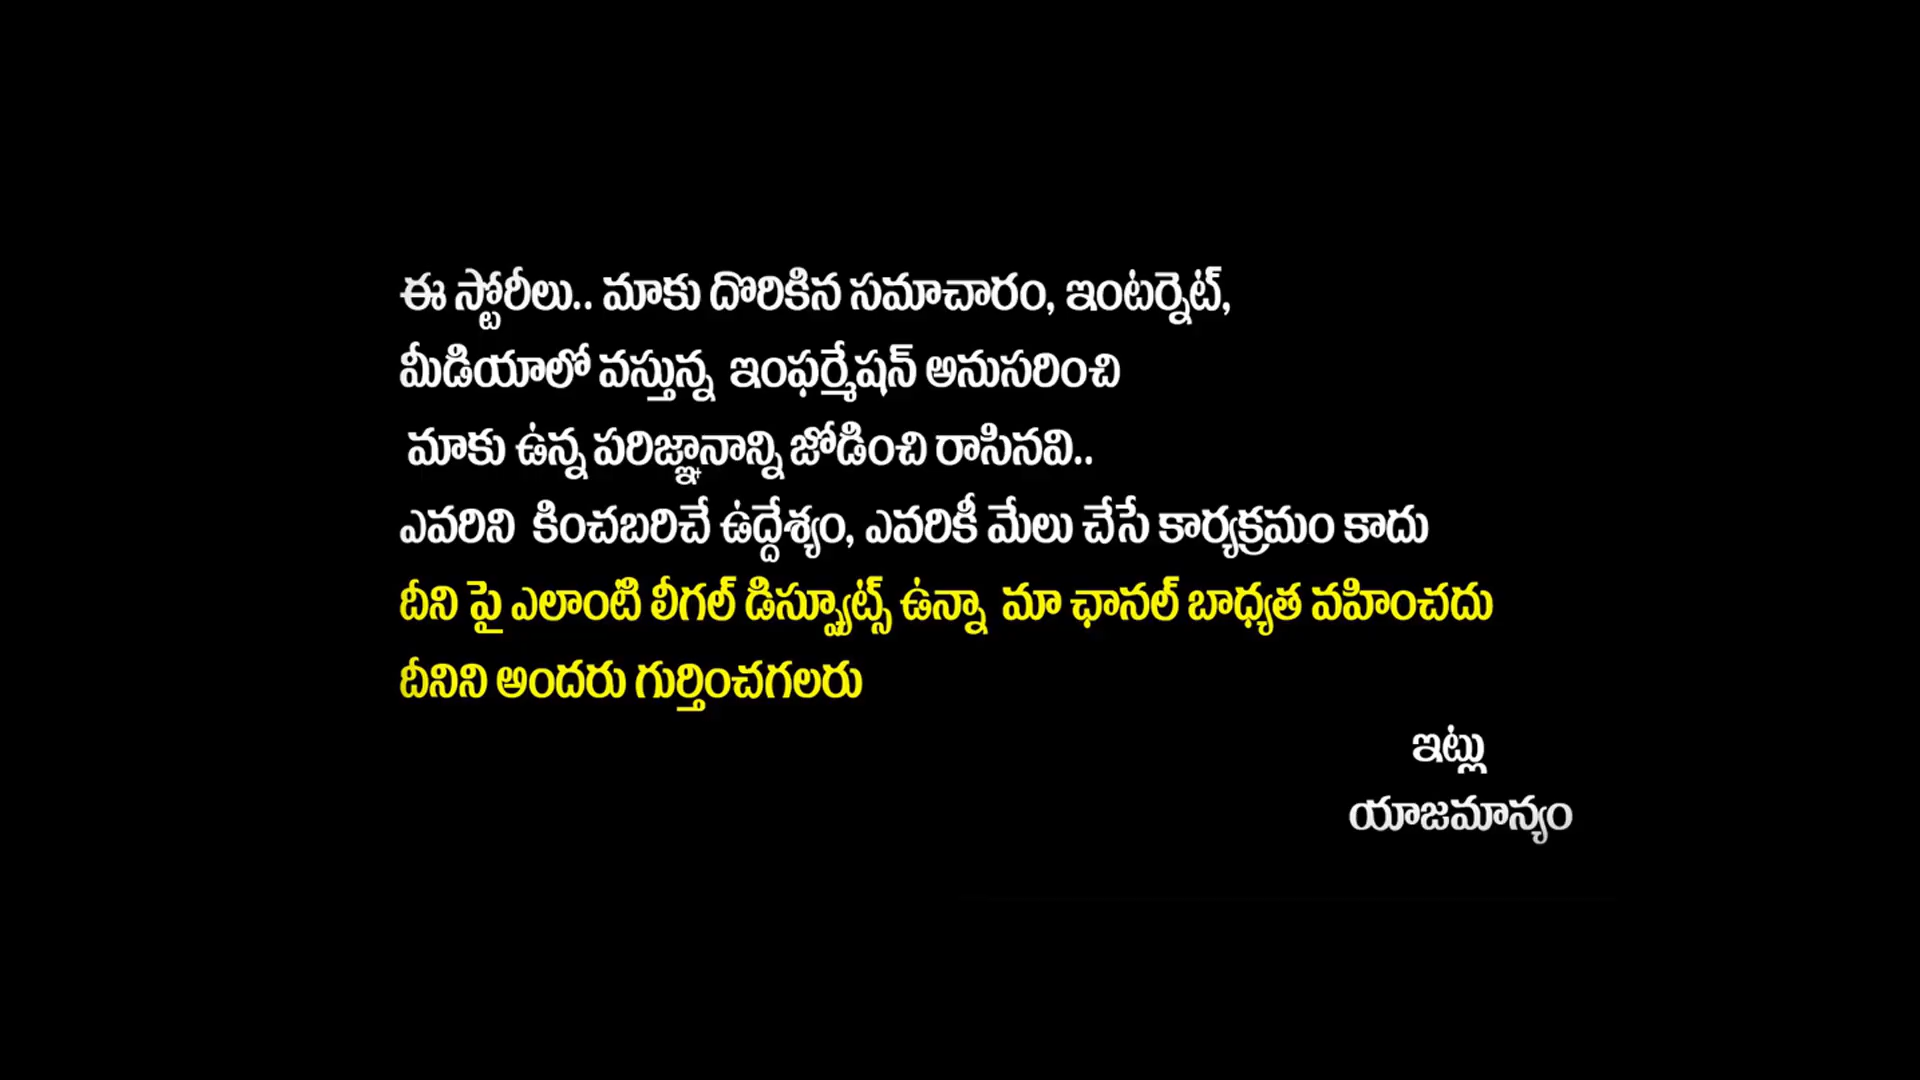 ఈ స్టోరీలు.. మాకు దొరికిన సమాచారం, ఇంటర్నెట్,
మీడియాలో వస్తున్న ఇంఫర్మేషన్ అనుసరించి
మాకు ఉన్న పరిజ్ఞానాన్ని జోడించి రాసినవి..
ఎవరిని కించబరిచే ఉద్దేశ్యం, ఎవరికీ మేలు చేసే కార్యక్రమం కాదు
దీని పై ఎలాంటి లీగల్ డిస్ప్యూట్స్ ఉన్నా మా ఛానల్ బాధ్యత వహించదు
దీనిని అందరు గుర్తించగలరు
ఇట్లు
యాజమాన్యం